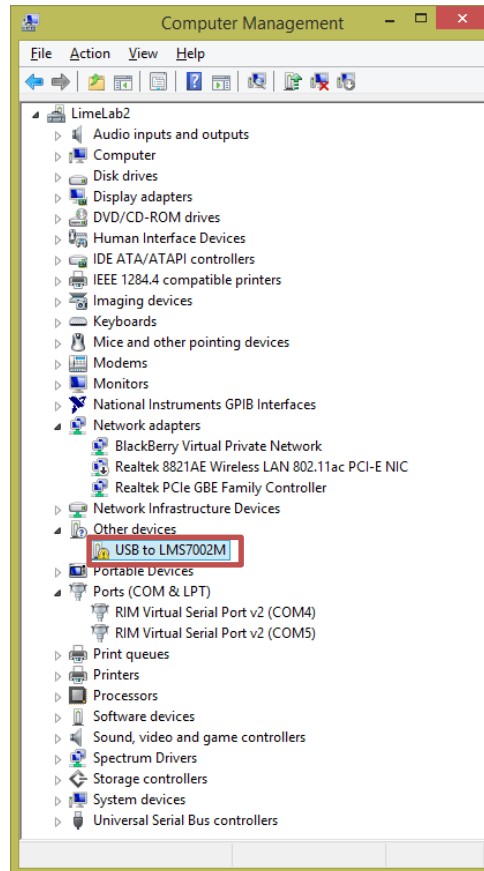 Computer Management
File Action View Help
LimeLab2
Audio inputs and outputs
Computer
Disk drives
Display adapters
DVD/CD-ROM drives
Human Interface Devices
IDE ATA/ATAPI controllers
IEEE 1284.4 compatible printers
Imaging devices
Keyboards
Mice and other pointing devices
Modems
Monitors
National Instruments GPIB Interfaces
Network adapters
BlackBerry Virtual Private Network
Realtek 8821AE Wireless LAN 802.11ac PCI-E NIC
Realtek PCIe GBE Family Controller
Network Infrastructure Devices
Other devices
USB to LMS7002M
Portable Devices
Ports (COM & LPT)
RIM Virtual Serial Port v2 (COM4)
RIM Virtual Serial Port v2 (COM5)
Print queues
Printers
Processors
Software devices
Sound, video and game controllers
Spectrum Drivers
Storage controllers
System devices
Universal Serial Bus controllers